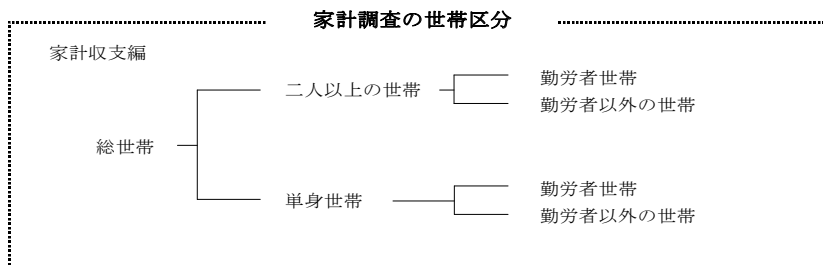 家計調査の世帯区分
家計収支編
総世帯
二人以上の世帯
勤労者世帯
勤労者以外の世帯
単身世帯
勤労者世帯
勤労者以外の世帯